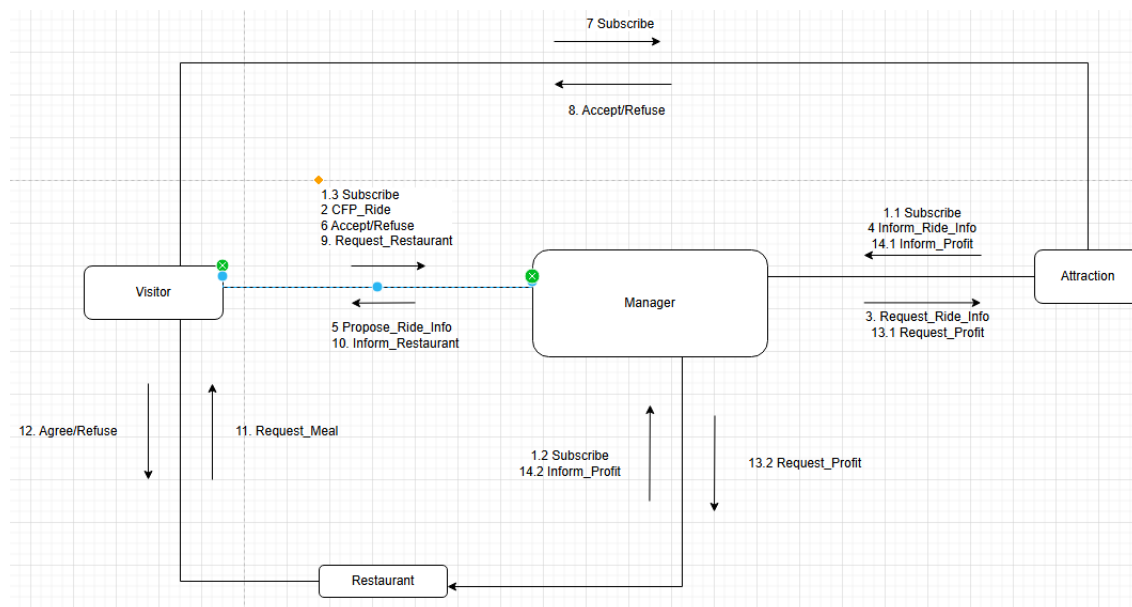 7 Subscribe
8. Accept/Refuse
1.3 Subscribe
2 CFP_Ride
6 Accept/Refuse
9. Request_Restaurant
1.1 Subscribe
4 Inform_Ride_Info
14.1 Inform_Profit
Visitor
Manager
Attraction
5 Propose_Ride_Info
10. Inform_Restaurant
3. Request_Ride_Info
13.1 Request_Profit
12. Agree/Refuse
11. Request_Meal
1.2 Subscribe
14.2 Inform_Profit
13.2 Request_Profit
Restaurant